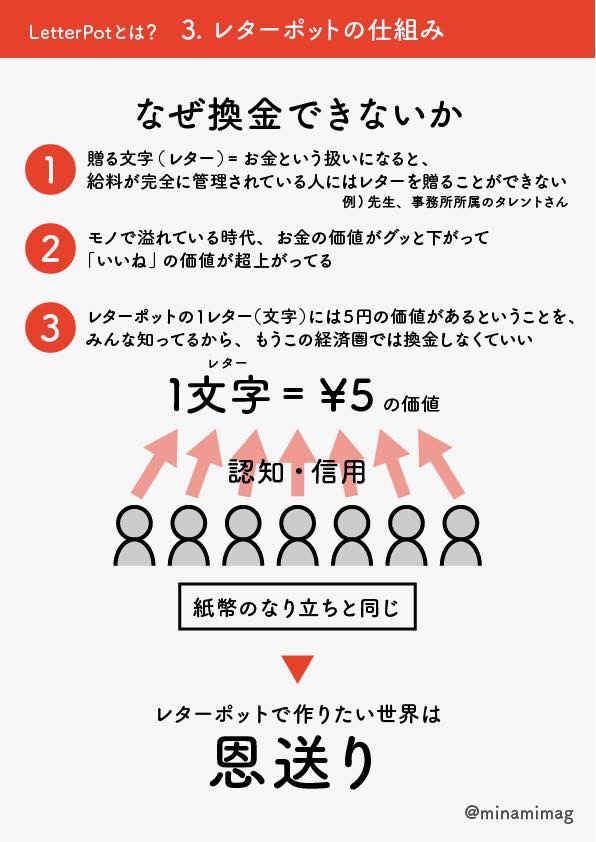 LetterPotとは? 3. レターポットの仕組み
なぜ換金できないか
1 贈る文字（レター）= お金という扱いになると、
給料が完全に管理されている人にはレターを贈ることができない
例）先生、事務所所属のタレントさん
2 モノで溢れている時代、お金の価値がグッと下がって
「いいね」の価値が超上がってる
3 レターポットの1レター（文字）には5円の価値があるということを、
みんな知ってるから、もうこの経済圏では換金しなくていい
レター
1文字 = ¥5 の価値
認知・信用
紙幣のなり立ちと同じ
レターポットで作りたい世界は
恩送り
@minamimag